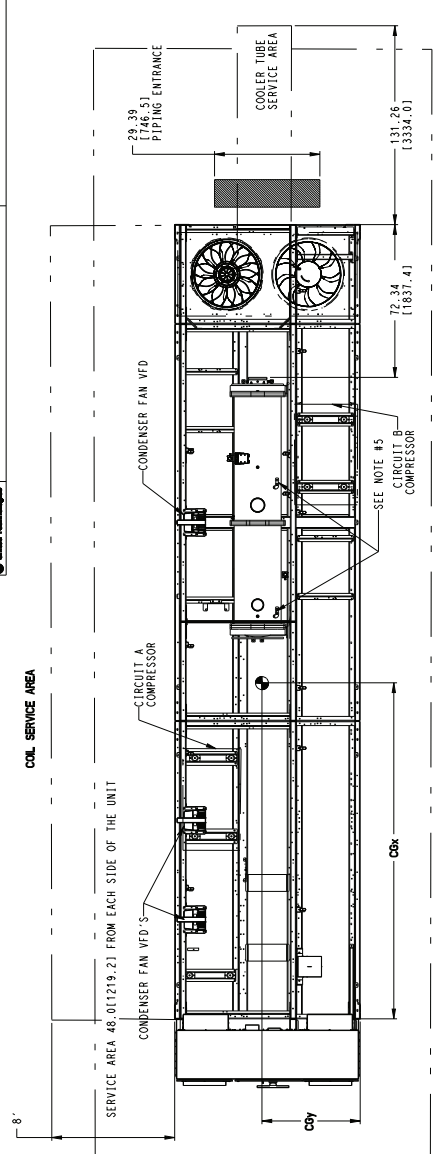 COIL SERVICE AREA
8'
SERVICE AREA 48.0[1219.2] FROM EACH SIDE OF THE UNIT
CONDENSER FAN VFD'S
CIRCUIT A
COMPRESSOR
CONDENSER FAN VFD
29.39
[746.5]
PIPING ENTRANCE
COOLER TUBE
SERVICE AREA
131.26
[3334.0]
72.34
[1837.4]
CIRCUIT B
COMPRESSOR
SEE NOTE #5
CGx
CGy